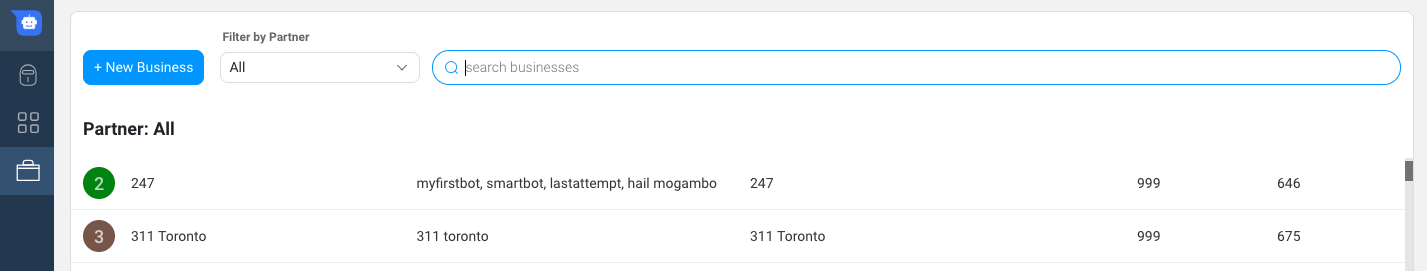 Filter by Partner
+ New Business
All
search businesses
Partner: All
2 247 myfirstbot, smartbot, lastattempt, hail mogambo 247 999 646
3 311 Toronto 311 toronto 311 Toronto 999 675